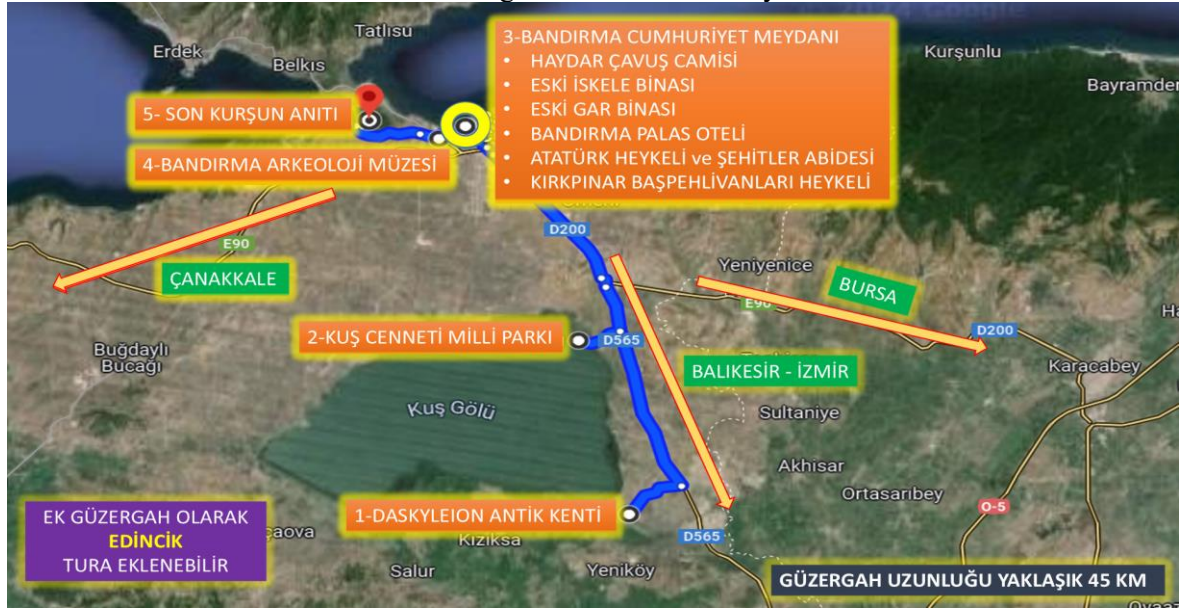 Tatlısu
Erdek
Belkıs
Kurşunlu
Bayramder
3-BANDIRMA CUMHURİYET MEYDANI
• HAYDAR ÇAVUŞ CAMİSİ
• ESKİ İSKELE BİNASI
• ESKİ GAR BİNASI
• BANDIRMA PALAS OTELİ
• ATATÜRK HEYKELİ ve ŞEHİTLER ABİDESİ
• KIRKPINAR BAŞPEHLİVANLARI HEYKELİ
5- SON KURŞUN ANITI
4-BANDIRMA ARKEOLOJİ MÜZESİ
D200
E90
ÇANAKKALE
Yeniyenice
E90
BURSA
D200
2-KUŞ CENNETİ MİLLİ PARKI
D565
Buğdaylı
Bucağı
BALIKESİR - İZMİR
Karacabey
Kuş Gölü
Sultaniye
Akhisar
Ortasarıbey
O-5
1-DASKYLEION ANTİK KENTİ
D565
EK GÜZERGAH OLARAK
EDİNCİK
TURA EKLENEBİLİR
Kızıksa
Salur
Yeniköy
GÜZERGAH UZUNLUĞU YAKLAŞIK 45 KM